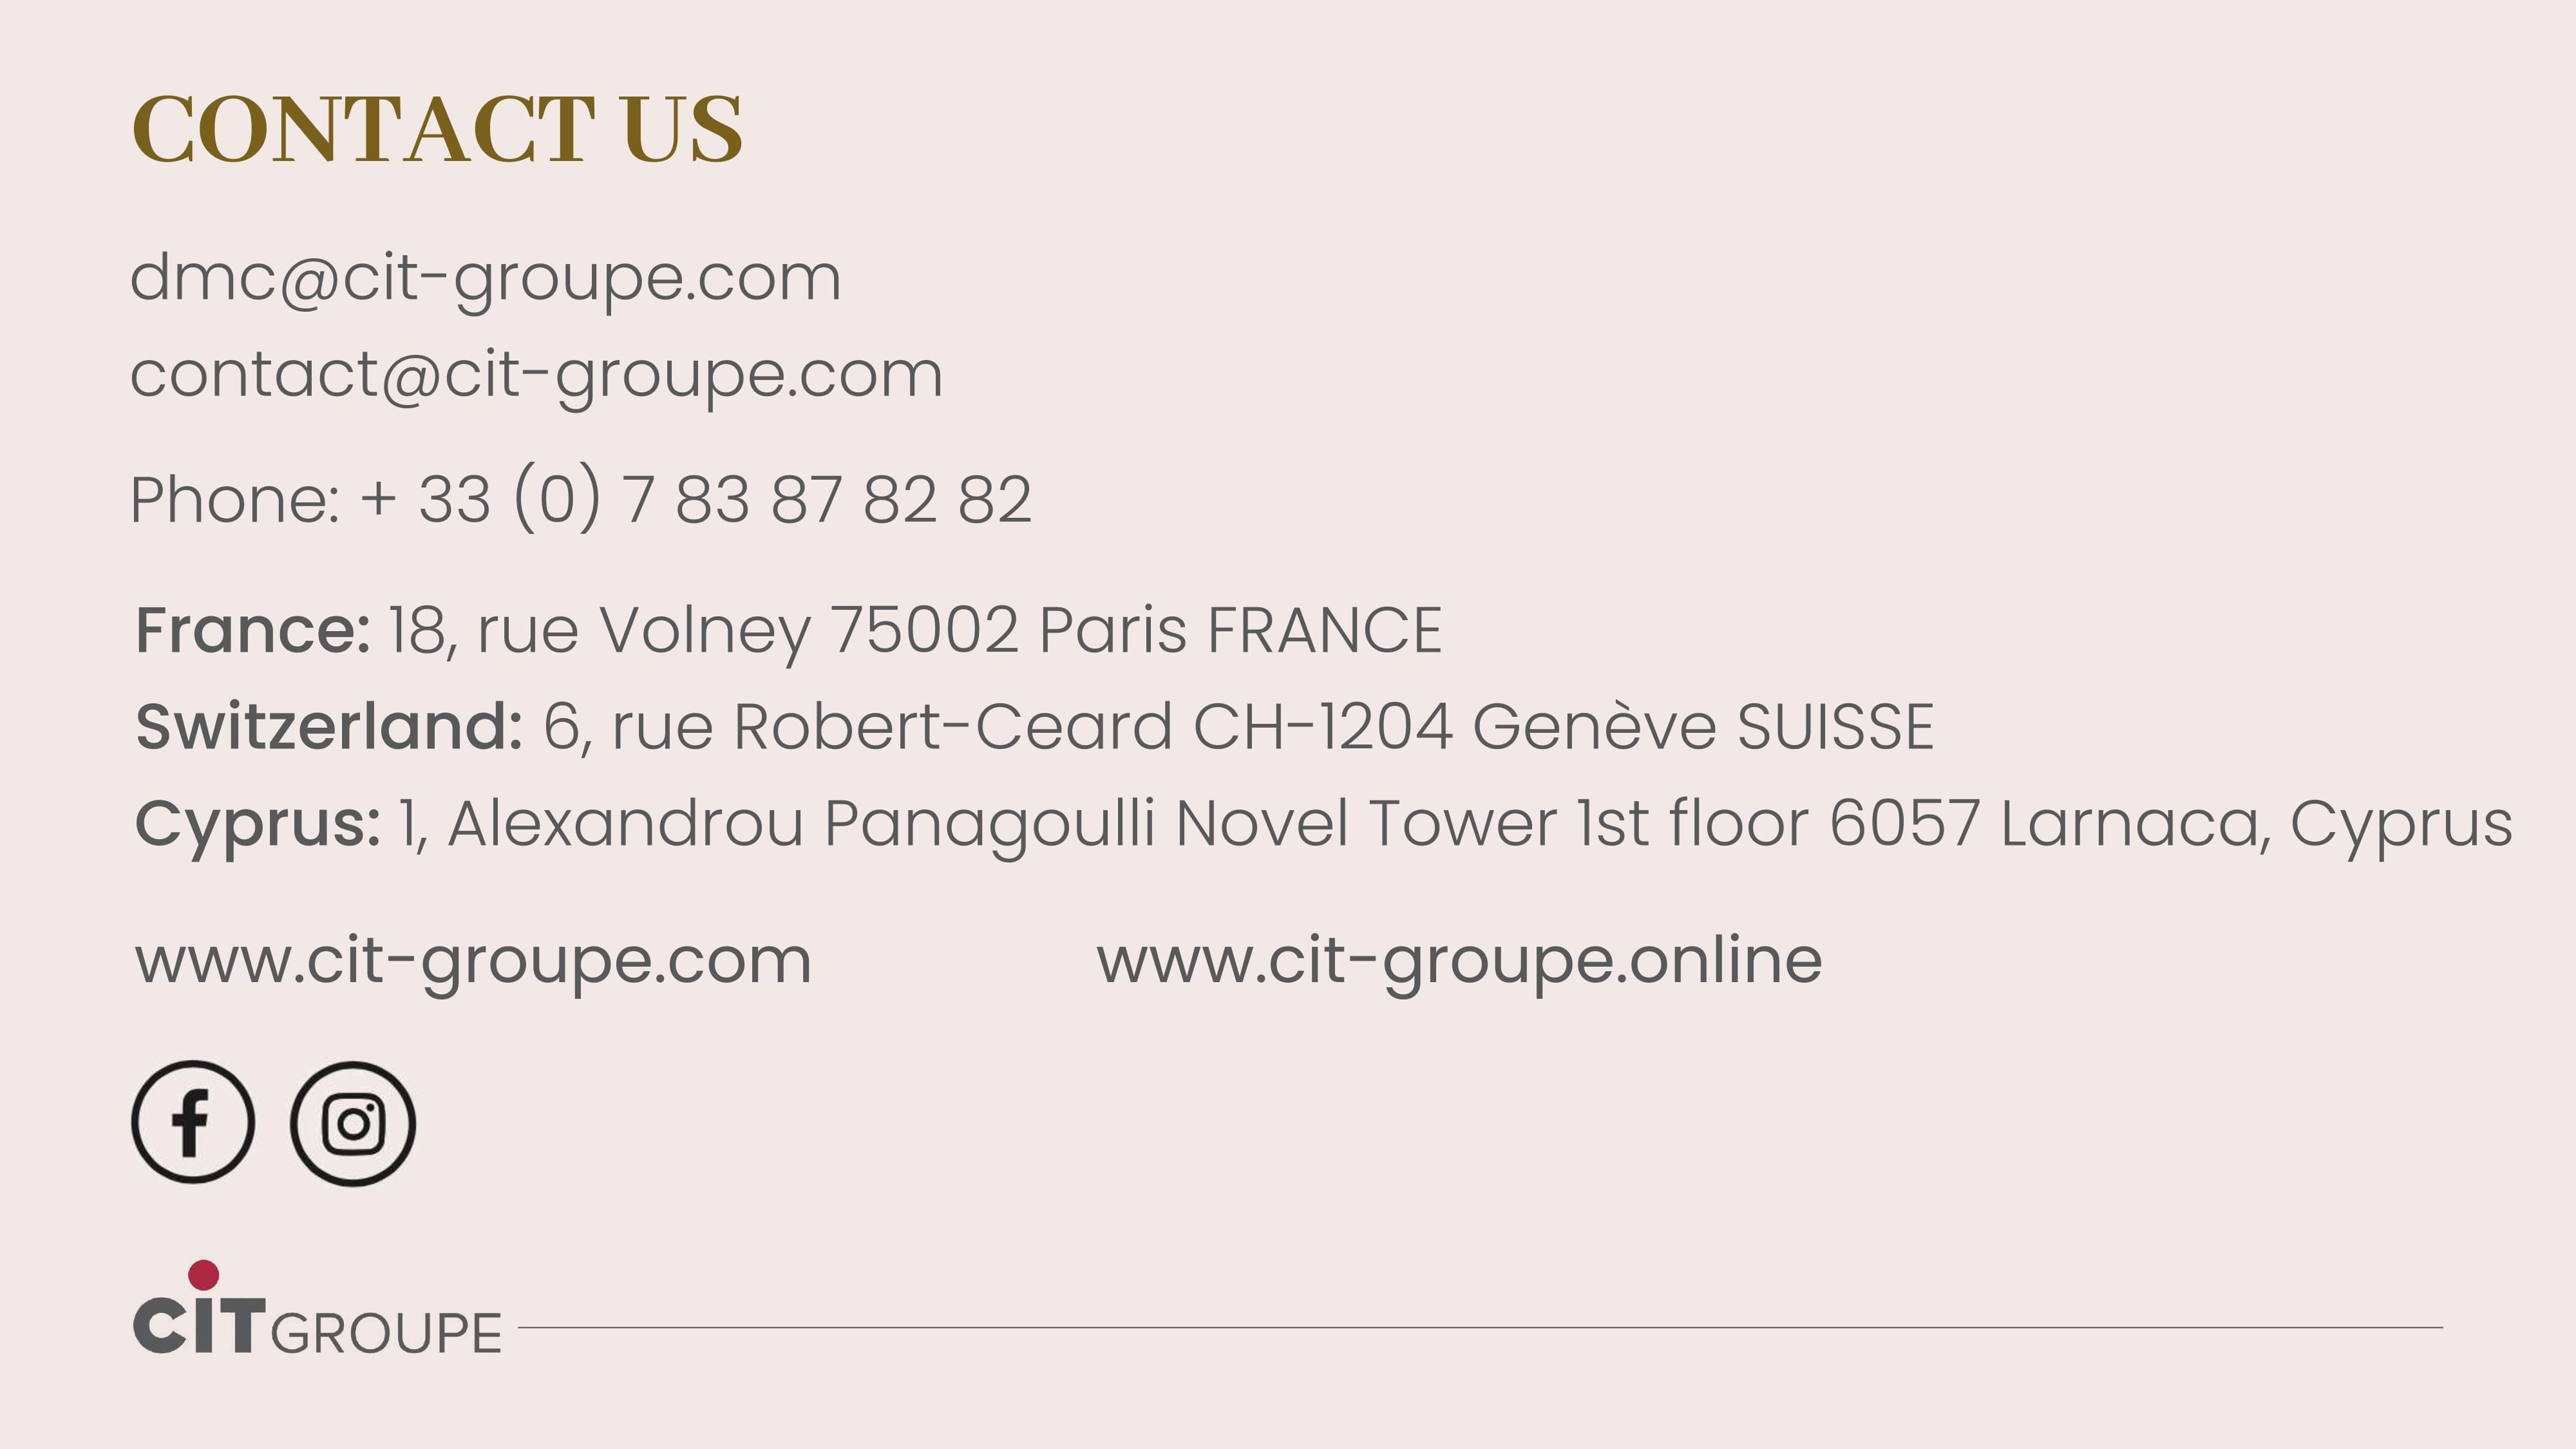 CONTACT US
dmc@cit-groupe.com
contact@cit-groupe.com
Phone: + 33 (0) 7 83 87 82 82
France: 18, rue Volney 75002 Paris FRANCE
Switzerland: 6, rue Robert-Ceard CH-1204 Genève SUISSE
Cyprus: 1, Alexandrou Panagoulli Novel Tower 1st floor 6057 Larnaca, Cyprus
www.cit-groupe.com www.cit-groupe.online
CiT GROUPE